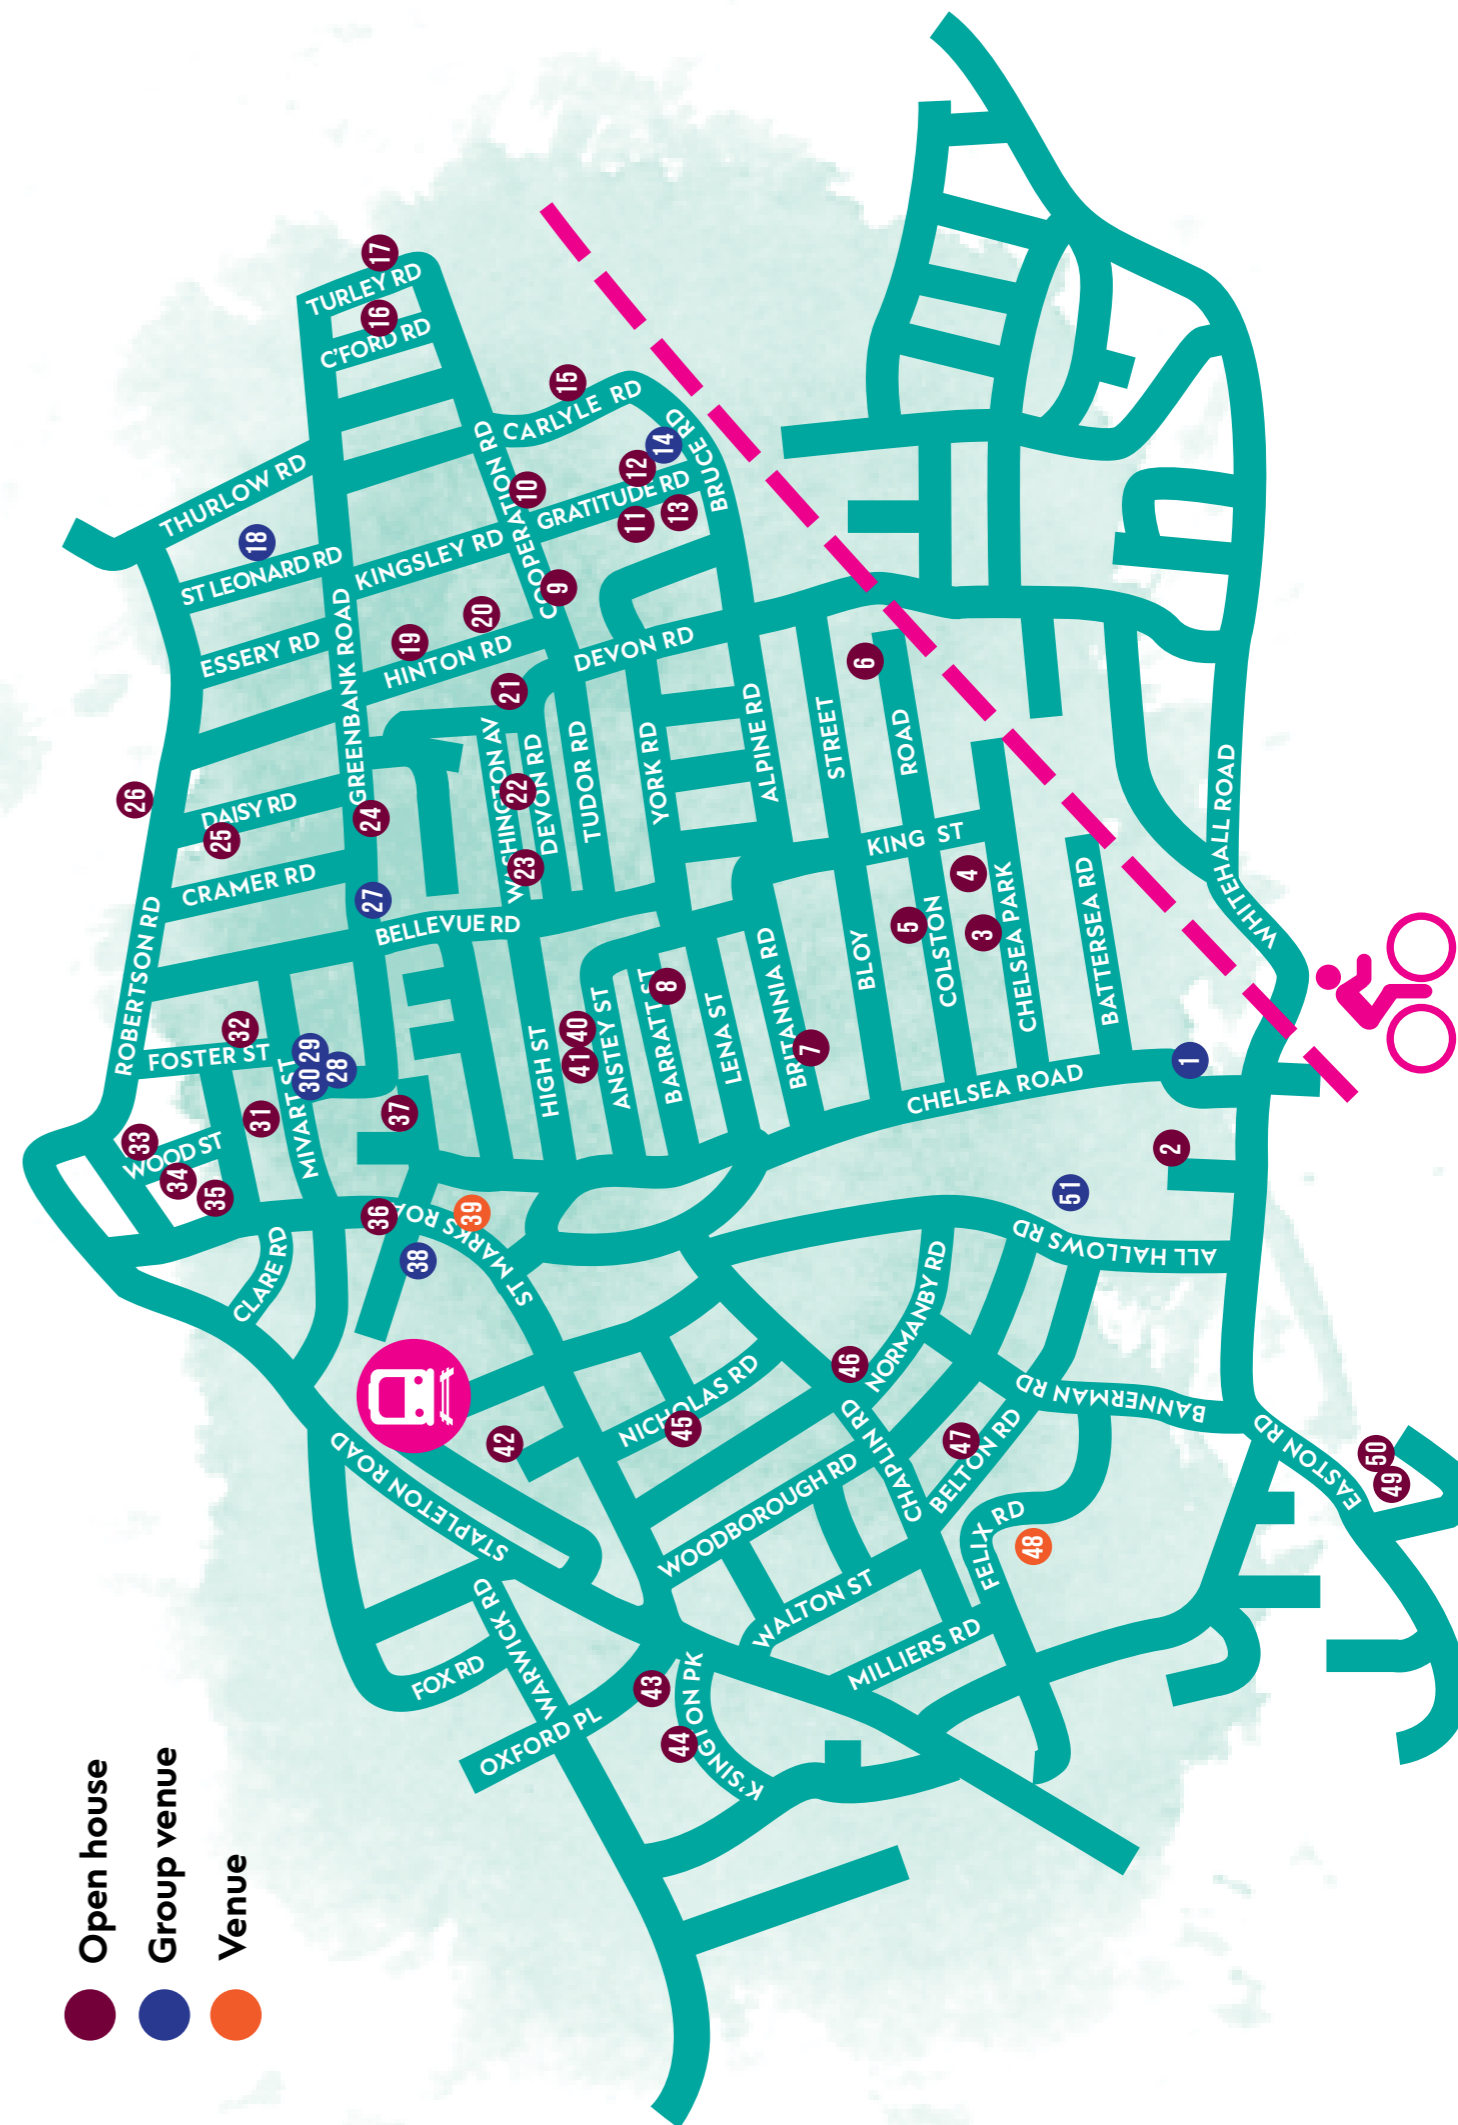 17
TURLEY RD
16
C'FORD RD
15
CARLYLE RD
14
BRUCE RD
12
GRATITUDE RD
13
11
10
COOPERATION RD
THURLOW RD
18
ST LEONARD RD
KINGSLEY RD
9
ESSERY RD
GREENBANK ROAD
19
20
HINTON RD
21
DEVON RD
6
26
DAISY RD
25
24
WASHINGTON AV
22
DEVON RD
23
TUDOR RD
YORK RD
ALPINE RD
BLOY STREET
COLSTON ROAD
KING ST
4
5
3
CHELSEA PARK
BATTERSEA RD
WHITEHALL ROAD
CRAMER RD
27
BELLEVUE RD
ROBERTSON RD
32
FOSTER ST
29
30
28
MIVART ST
31
37
HIGH ST
40
41
ANSTEY ST
8
BARRATT ST
LENA ST
BRITANNIA RD
7
CHELSEA ROAD
1
2
33
WOOD ST
34
35
36
ST MARKS ROAD
39
38
CLARE RD
51
ALL HALLOWS RD
NORMANBY RD
46
BANNERMAN RD
NICHOLAS RD
45
42
STAPLETON ROAD
CHAPLIN RD
47
BELTON RD
WOODBOROUGH RD
FELIX RD
48
EASTON RD
50
49
WALTON ST
MILLIERS RD
WARWICK RD
FOX RD
OXFORD PL
43
44
K'SINGTON PK
Open house
Group venue
Venue